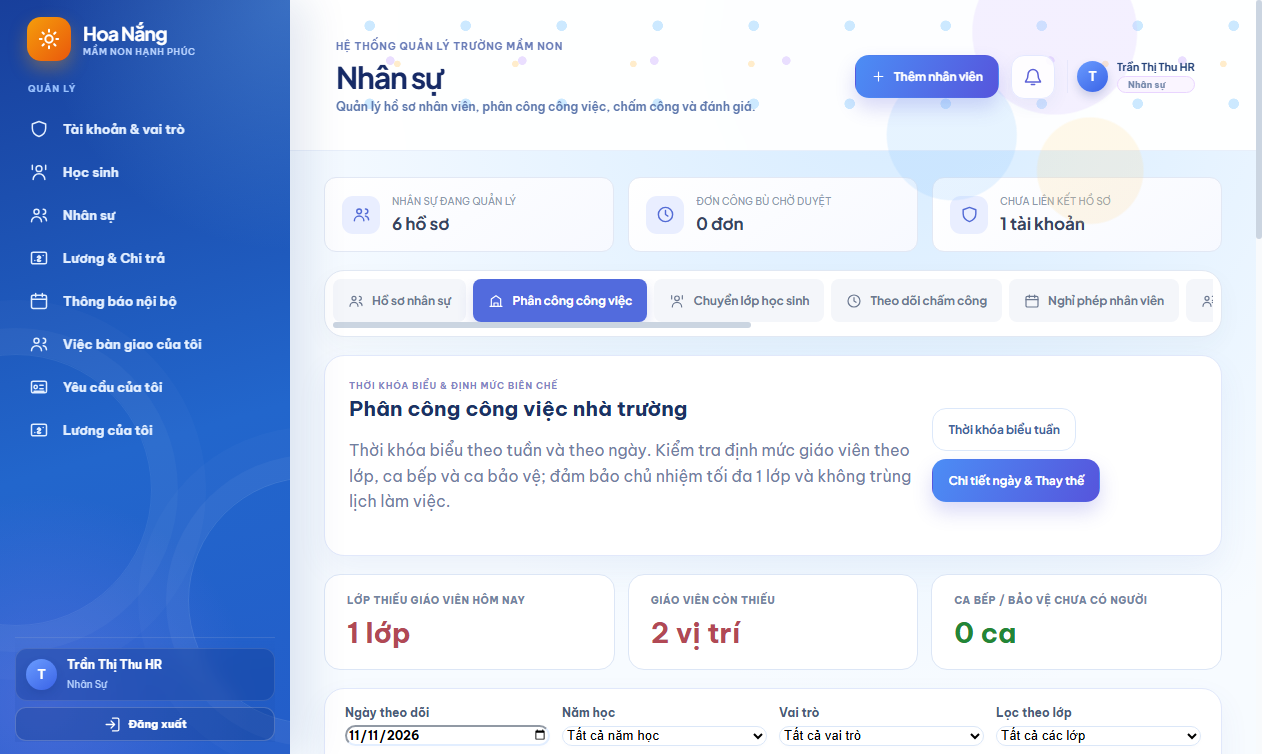 Hoa Nắng
MẦM NON HẠNH PHÚC
QUẢN LÝ
Tài khoản & vai trò
Học sinh
Nhân sự
Lương & Chi trả
Thông báo nội bộ
Việc bàn giao của tôi
Yêu cầu của tôi
Lương của tôi
T
Trần Thị Thu HR
Nhân Sự
Đăng xuất
HỆ THỐNG QUẢN LÝ TRƯỜNG MẦM NON
Nhân sự
Quản lý hồ sơ nhân viên, phân công công việc, chấm công và đánh giá.
Thêm nhân viên
T
Trần Thị Thu HR
Nhân sự
NHÂN SỰ ĐANG QUẢN LÝ
6 hồ sơ
ĐƠN CÔNG BÙ CHỜ DUYỆT
0 đơn
CHƯA LIÊN KẾT HỒ SƠ
1 tài khoản
Hồ sơ nhân sự
Phân công công việc
Chuyển lớp học sinh
Theo dõi chấm công
Nghỉ phép nhân viên
THỜI KHÓA BIỂU & ĐỊNH MỨC BIÊN CHẾ
Phân công công việc nhà trường
Thời khóa biểu theo tuần và theo ngày. Kiểm tra định mức giáo viên theo
lớp, ca bếp và ca bảo vệ; đảm bảo chủ nhiệm tối đa 1 lớp và không trùng
lịch làm việc.
Thời khóa biểu tuần
Chi tiết ngày & Thay thế
LỚP THIẾU GIÁO VIÊN HÔM NAY
1 lớp
GIÁO VIÊN CÒN THIẾU
2 vị trí
CA BẾP / BẢO VỆ CHƯA CÓ NGƯỜI
0 ca
Ngày theo dõi
11/11/2026
Năm học
Tất cả năm học
Vai trò
Tất cả vai trò
Lọc theo lớp
Tất cả các lớp